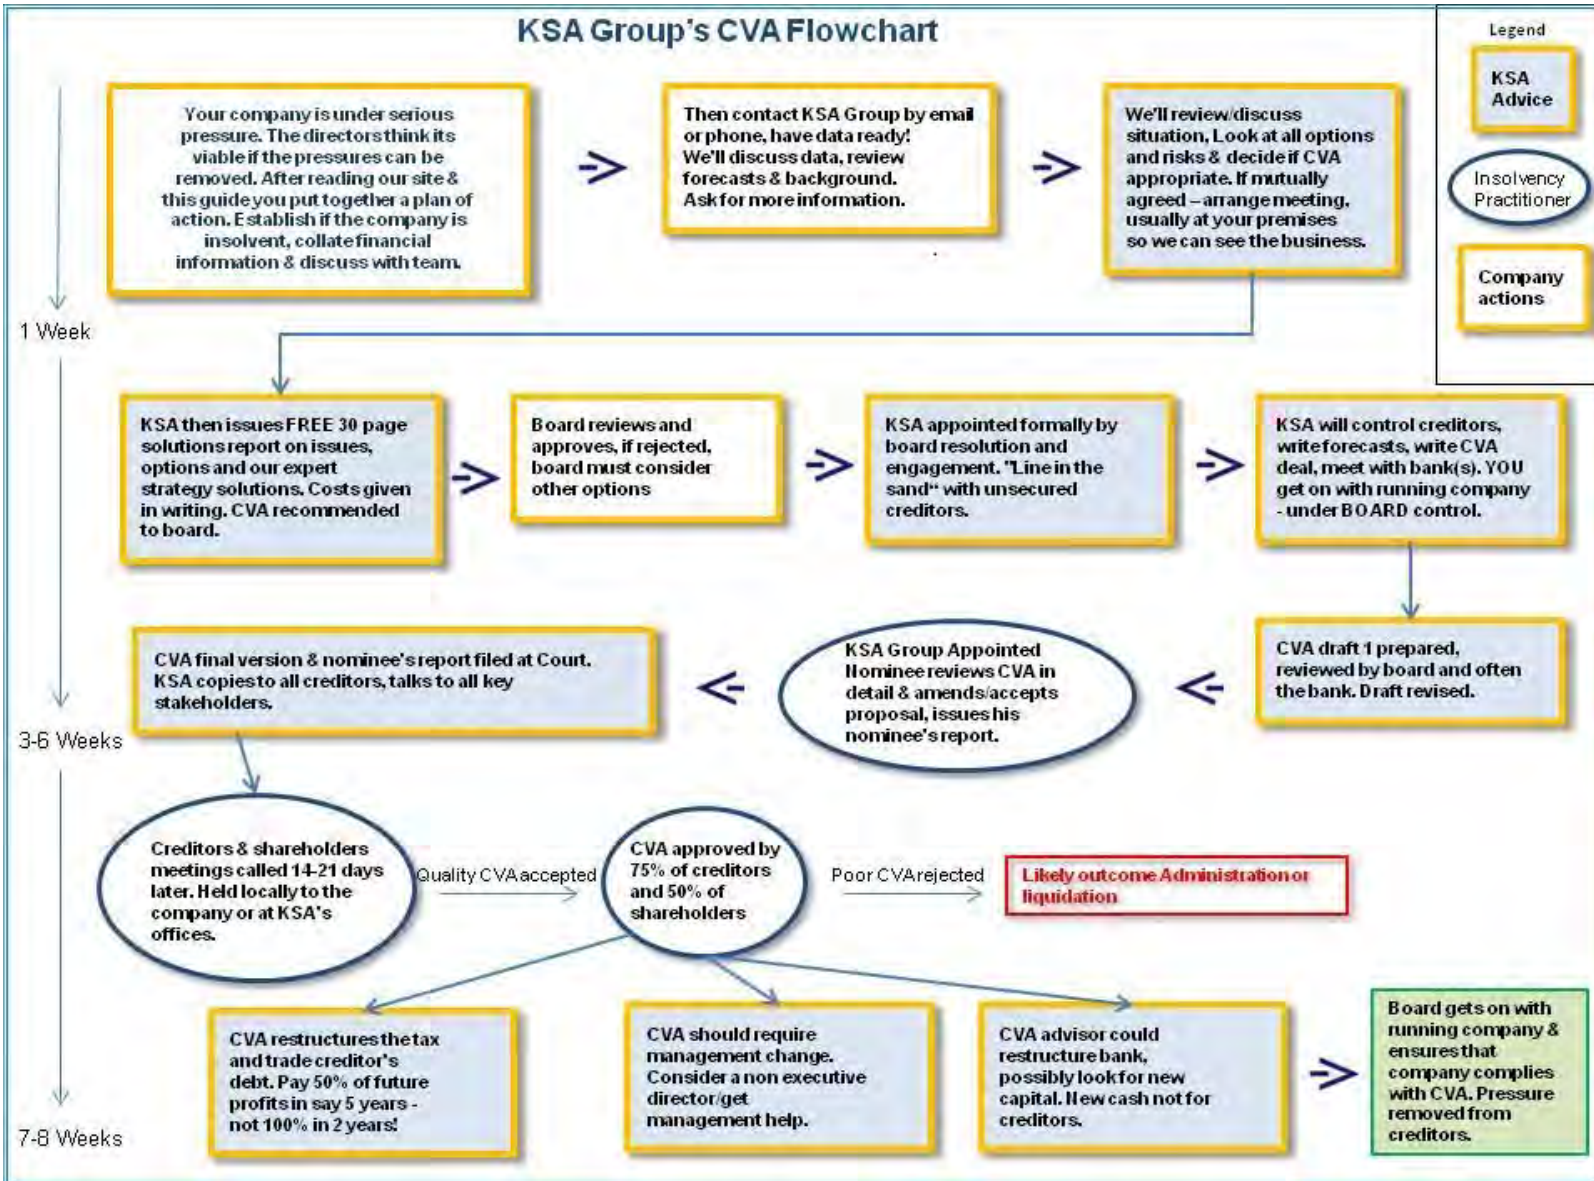 KSA Group's CVA Flowchart
Legend
KSA
Advice
Insolvency
Practitioner
Company
actions
Your company is under serious
pressure. The directors think its
viable if the pressures can be
removed. After reading our site &
this guide you put together a plan of
action. Establish if the company is
insolvent, collate financial
information & discuss with team.
Then contact KSA Group by email
or phone, have data ready!
We'll discuss data, review
forecasts & background.
Ask for more information.
We'll review/discuss
situation, Look at all options
and risks & decide if CVA
appropriate. If mutually
agreed – arrange meeting,
usually at your premises
so we can see the business.
1 Week
KSA then issues FREE 30 page
solutions report on issues,
options and our expert
strategy solutions. Costs given
in writing. CVA recommended
to board.
Board reviews and
approves, if rejected,
board must consider
other options
KSA appointed formally by
board resolution and
engagement. "Line in the
sand" with unsecured
creditors.
KSA will control creditors,
write forecasts, write CVA
deal, meet with bank(s). YOU
get on with running company
- under BOARD control.
CVA final version & nominee's report filed at Court.
KSA copies to all creditors, talks to all key
stakeholders.
KSA Group Appointed
Nominee reviews CVA in
detail & amends/accepts
proposal, issues his
nominee's report.
CVA draft 1 prepared,
reviewed by board and often
the bank. Draft revised.
3-6 Weeks
Creditors & shareholders
meetings called 14-21 days
later. Held locally to the
company or at KSA's
offices.
Quality CVA accepted
CVA approved by
75% of creditors
and 50% of
shareholders
Poor CVA rejected
Likely outcome Administration or
liquidation
CVA restructures the tax
and trade creditor's
debt. Pay 50% of future
profits in say 5 years -
not 100% in 2 years!
CVA should require
management change.
Consider a non executive
director/get
management help.
CVA advisor could
restructure bank,
possibly look for new
capital. New cash not for
creditors.
Board gets on with
running company &
ensures that
company complies
with CVA. Pressure
removed from
creditors.
7-8 Weeks